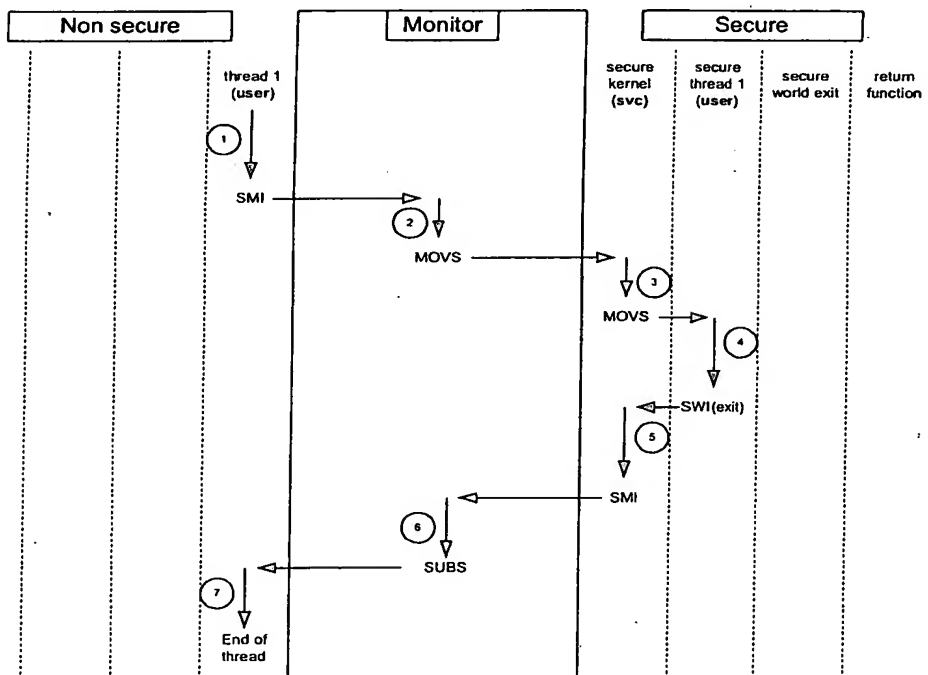 Non secure
Monitor
Secure
thread 1
(user)
secure
kernel
(svc)
secure
thread 1
(user)
secure
world exit
return
function
1
SMI
2
MOVS
3
MOVS
4
SWI(exit)
5
SMI
6
SUBS
7
End of
thread